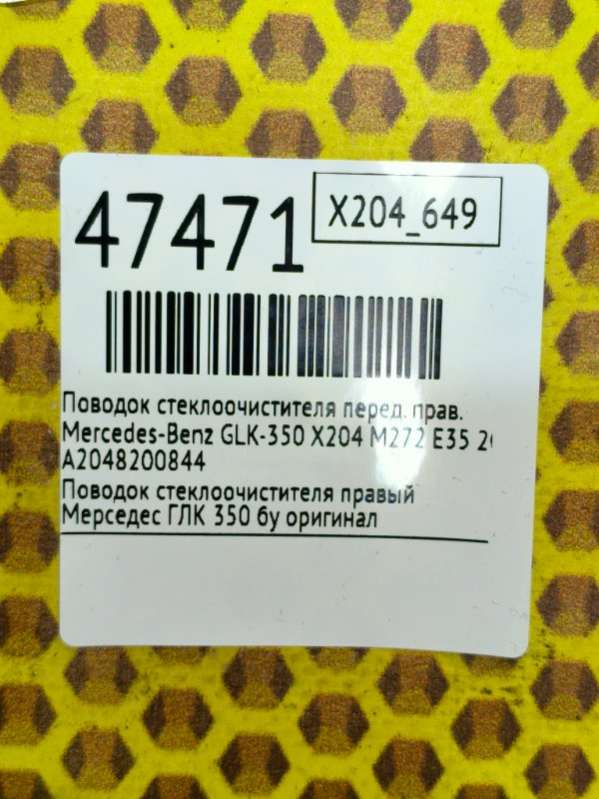 47471
X204_649
Поводок стеклоочистителя перед. прав.
Mercedes-Benz GLK-350 X204 M272 E35
A2048200844
Поводок стеклоочистителя правый
Мерседес ГЛК 350 бу оригинал